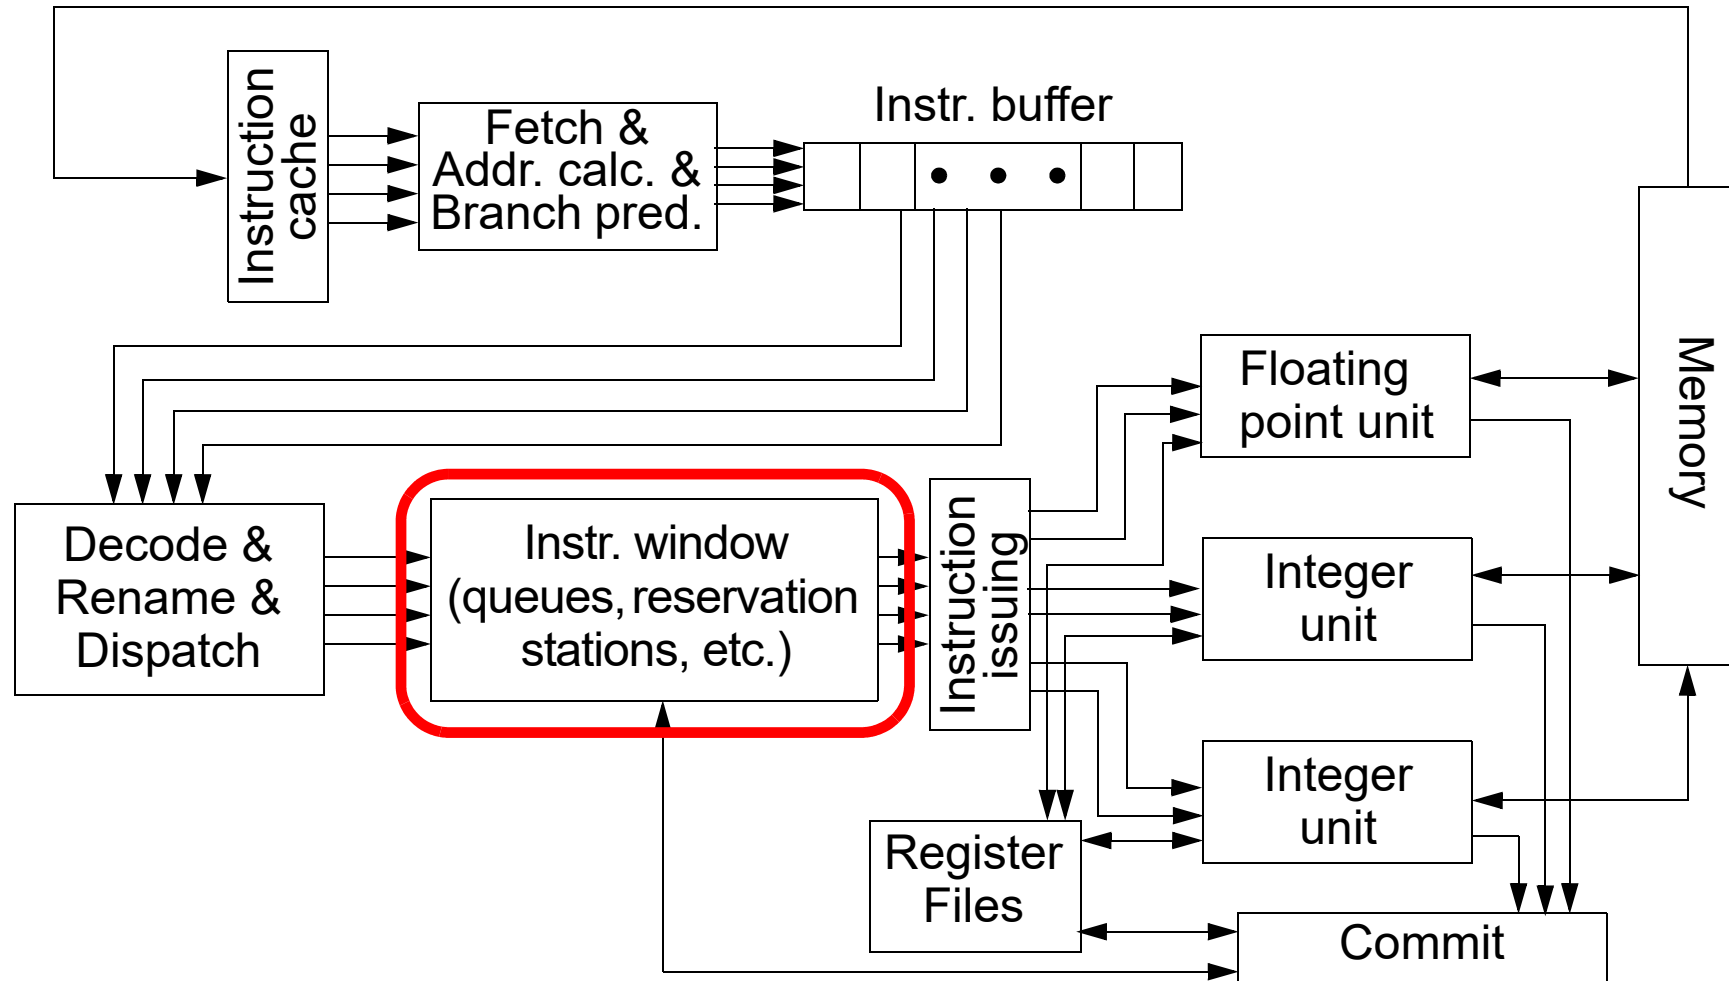 Instruction
cache
Fetch &
Addr. calc. &
Branch pred.
Instr. buffer
Decode &
Rename &
Dispatch
Instr. window
(queues, reservation
stations, etc.)
Instruction
issuing
Floating
point unit
Integer
unit
Integer
unit
Memory
Register
Files
Commit